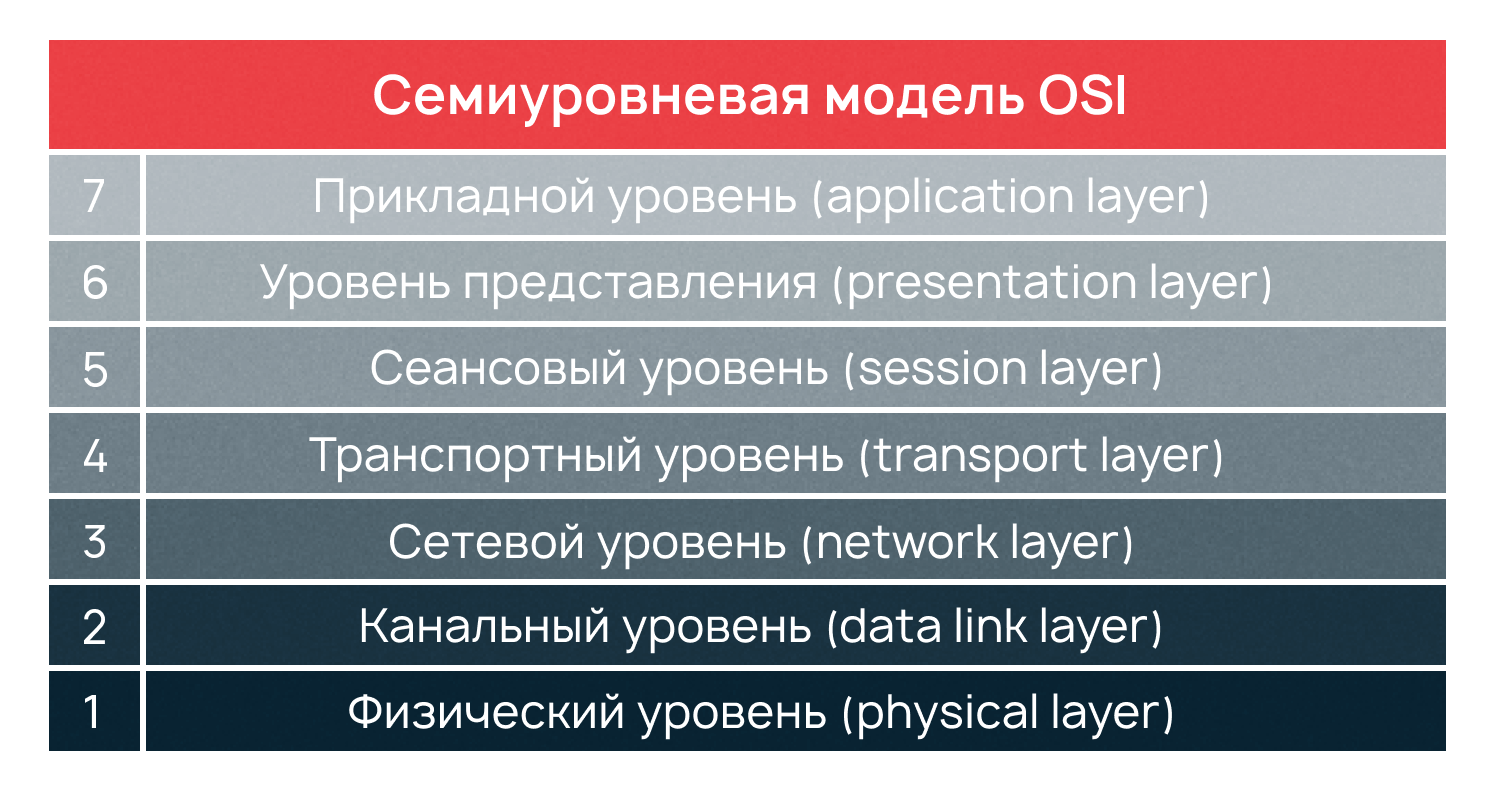 Семиуровневая модель OSI
7 Прикладной уровень (application layer)
6 Уровень представления (presentation layer)
5 Сеансовый уровень (session layer)
4 Транспортный уровень (transport layer)
3 Сетевой уровень (network layer)
2 Канальный уровень (data link layer)
1 Физический уровень (physical layer)